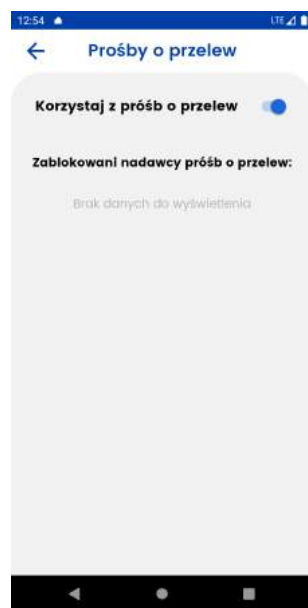 12:54 LTE
Prośby o przelew
Korzystaj z próśb o przelew
Zablokowani nadawcy próśb o przelew:
Brak danych do wyświetlenia